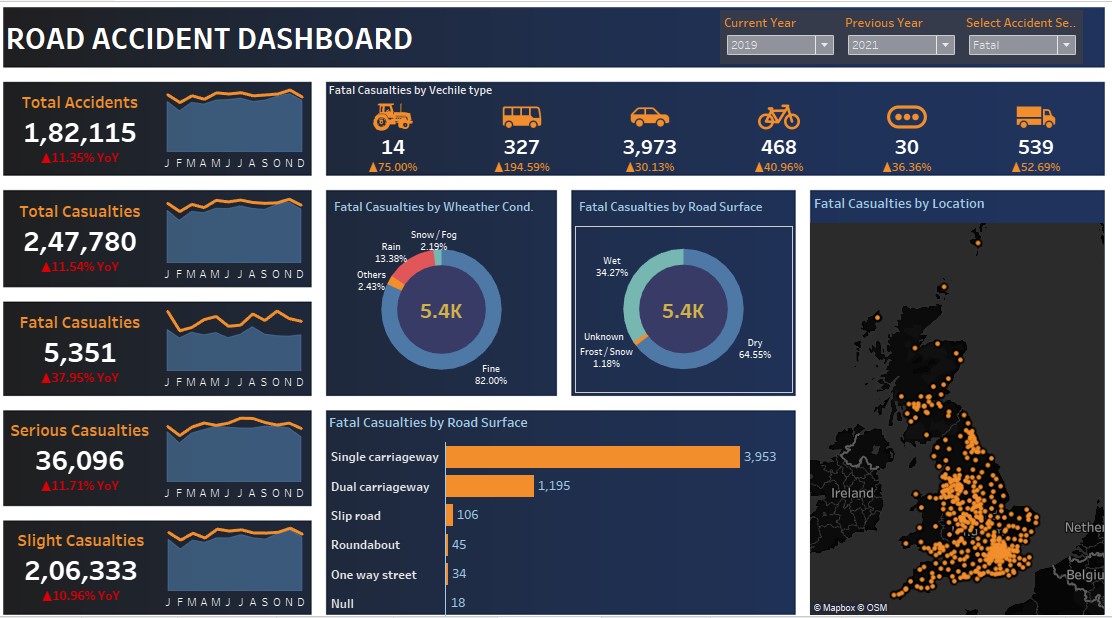 ROAD ACCIDENT DASHBOARD
Current Year
2019
Previous Year
2021
Select Accident Se..
Fatal
Total Accidents
1,82,115
▲11.35% YoY
J F M A M J J A S O N D
Total Casualties
2,47,780
▲11.54% YoY
J F M A M J J A S O N D
Fatal Casualties
5,351
▲37.95% YoY
J F M A M J J A S O N D
Serious Casualties
36,096
▲11.71% YoY
J F M A M J J A S O N D
Slight Casualties
2,06,333
▲10.96% YoY
J F M A M J J A S O N D
Fatal Casualties by Vechile type
14
▲75.00%
327
▲194.59%
3,973
▲30.13%
468
▲40.96%
30
▲36.36%
539
▲52.69%
Fatal Casualties by Wheather Cond.
Snow / Fog
2.19%
Rain
13.38%
Others
2.43%
5.4K
Fine
82.00%
Fatal Casualties by Road Surface
Wet
34.27%
5.4K
Unknown
Frost / Snow
1.18%
Dry
64.55%
Fatal Casualties by Road Surface
Single carriageway 3,953
Dual carriageway 1,195
Slip road 106
Roundabout 45
One way street 34
Null 18
Fatal Casualties by Location
Ireland
Nether
Belgiu
© Mapbox © OSM